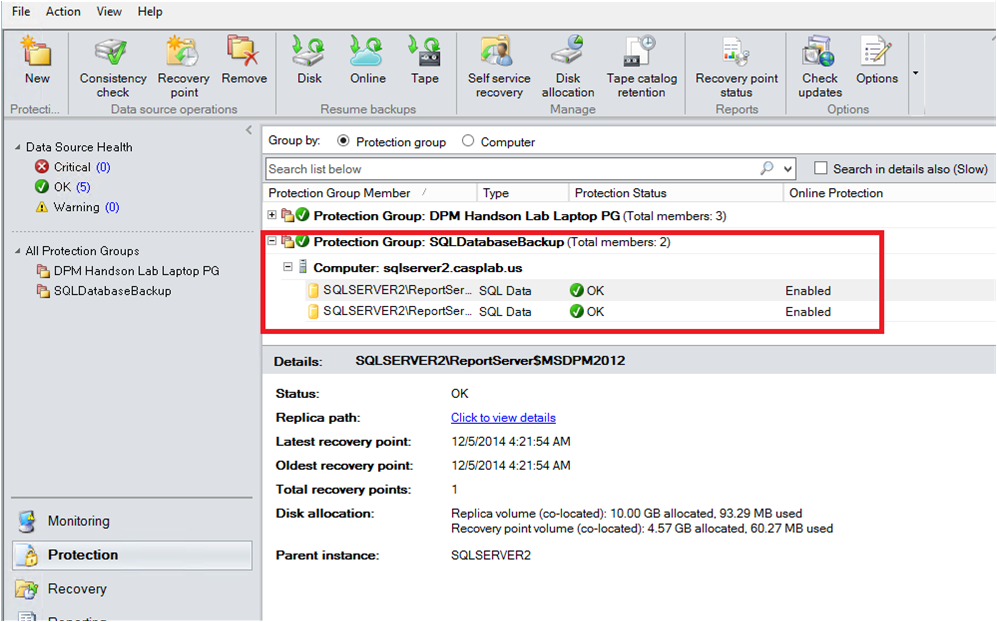 File Action View Help
New Consistency check Recovery point Remove Disk Online Tape Self service recovery Disk allocation Tape catalog retention Recovery point status Check updates Options
Protecti... Data source operations Resume backups Manage Reports Options
Data Source Health
Critical (0)
OK (5)
Warning (0)
All Protection Groups
DPM Handson Lab Laptop PG
SQLDatabaseBackup
Monitoring
Protection
Recovery
Reporting
Group by: Protection group Computer
Search list below Search in details also (Slow)
Protection Group Member / Type Protection Status Online Protection
Protection Group: DPM Handson Lab Laptop PG (Total members: 3)
Protection Group: SQLDatabaseBackup (Total members: 2)
Computer: sqlserver2.casplab.us
SQLSERVER2\ReportSer... SQL Data OK Enabled
SQLSERVER2\ReportSer... SQL Data OK Enabled
Details: SQLSERVER2\ReportServer$MSDPM2012
Status: OK
Replica path: Click to view details
Latest recovery point: 12/5/2014 4:21:54 AM
Oldest recovery point: 12/5/2014 4:21:54 AM
Total recovery points: 1
Disk allocation: Replica volume (co-located): 10.00 GB allocated, 93.29 MB used
Recovery point volume (co-located): 4.57 GB allocated, 60.27 MB used
Parent instance: SQLSERVER2